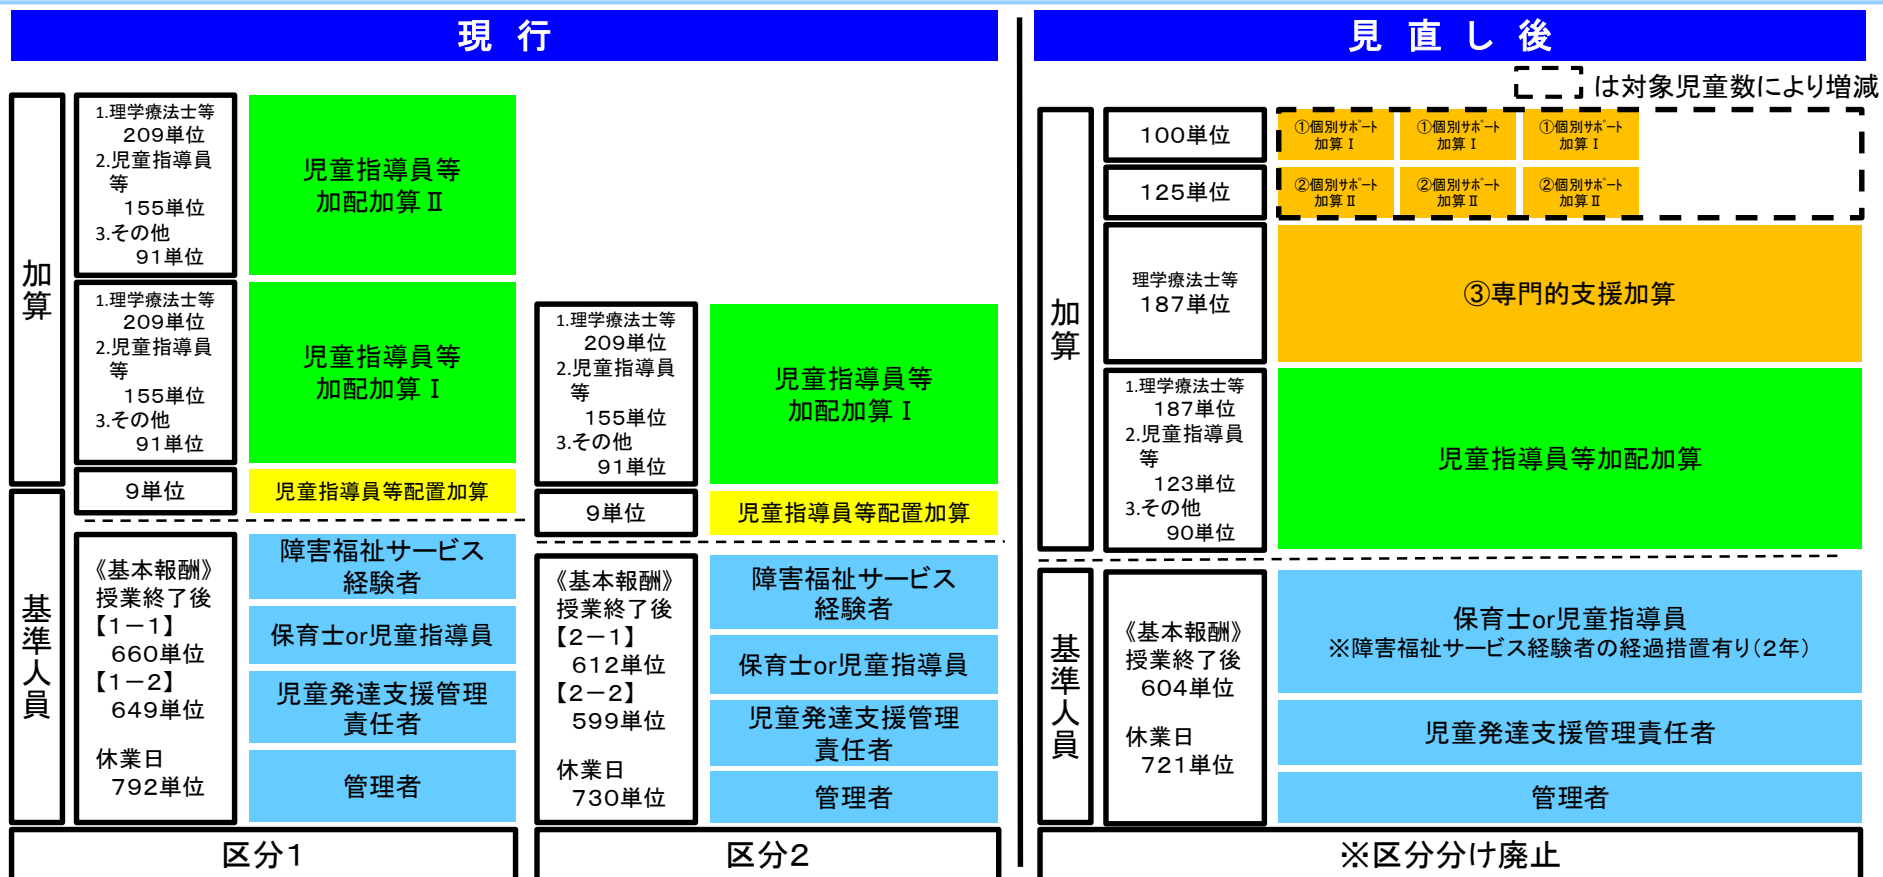 現 行
加算
1.理学療法士等
209単位
2.児童指導員
等
155単位
3.その他
91単位
児童指導員等
加配加算Ⅱ
1.理学療法士等
209単位
2.児童指導員
等
155単位
3.その他
91単位
児童指導員等
加配加算Ⅰ
9単位
児童指導員等配置加算
基準人員
《基本報酬》
授業終了後
【1－1】
660単位
【1－2】
649単位
休業日
792単位
障害福祉サービス
経験者
保育士or児童指導員
児童発達支援管理
責任者
管理者
区分1
1.理学療法士等
209単位
2.児童指導員
等
155単位
3.その他
91単位
児童指導員等
加配加算Ⅰ
9単位
児童指導員等配置加算
《基本報酬》
授業終了後
【2－1】
612単位
【2－2】
599単位
休業日
730単位
障害福祉サービス
経験者
保育士or児童指導員
児童発達支援管理
責任者
管理者
区分2
見 直 し 後
は対象児童数により増減
加算
100単位
①個別ｻﾎﾟｰﾄ
加算Ⅰ
①個別ｻﾎﾟｰﾄ
加算Ⅰ
①個別ｻﾎﾟｰﾄ
加算Ⅰ
125単位
②個別ｻﾎﾟｰﾄ
加算Ⅱ
②個別ｻﾎﾟｰﾄ
加算Ⅱ
②個別ｻﾎﾟｰﾄ
加算Ⅱ
理学療法士等
187単位
③専門的支援加算
1.理学療法士等
187単位
2.児童指導員
等
123単位
3.その他
90単位
児童指導員等加配加算
基準人員
《基本報酬》
授業終了後
604単位
休業日
721単位
保育士or児童指導員
※障害福祉サービス経験者の経過措置有り（2年）
児童発達支援管理責任者
管理者
※区分分け廃止